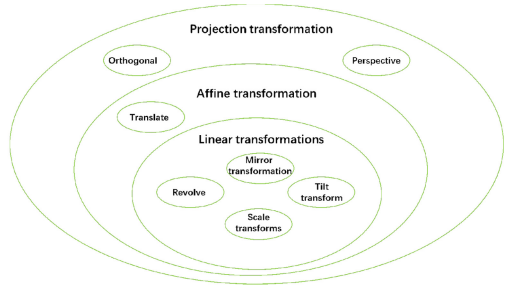 Projection transformation
Orthogonal
Perspective
Affine transformation
Translate
Linear transformations
Mirror
transformation
Revolve
Tilt
transform
Scale
transforms